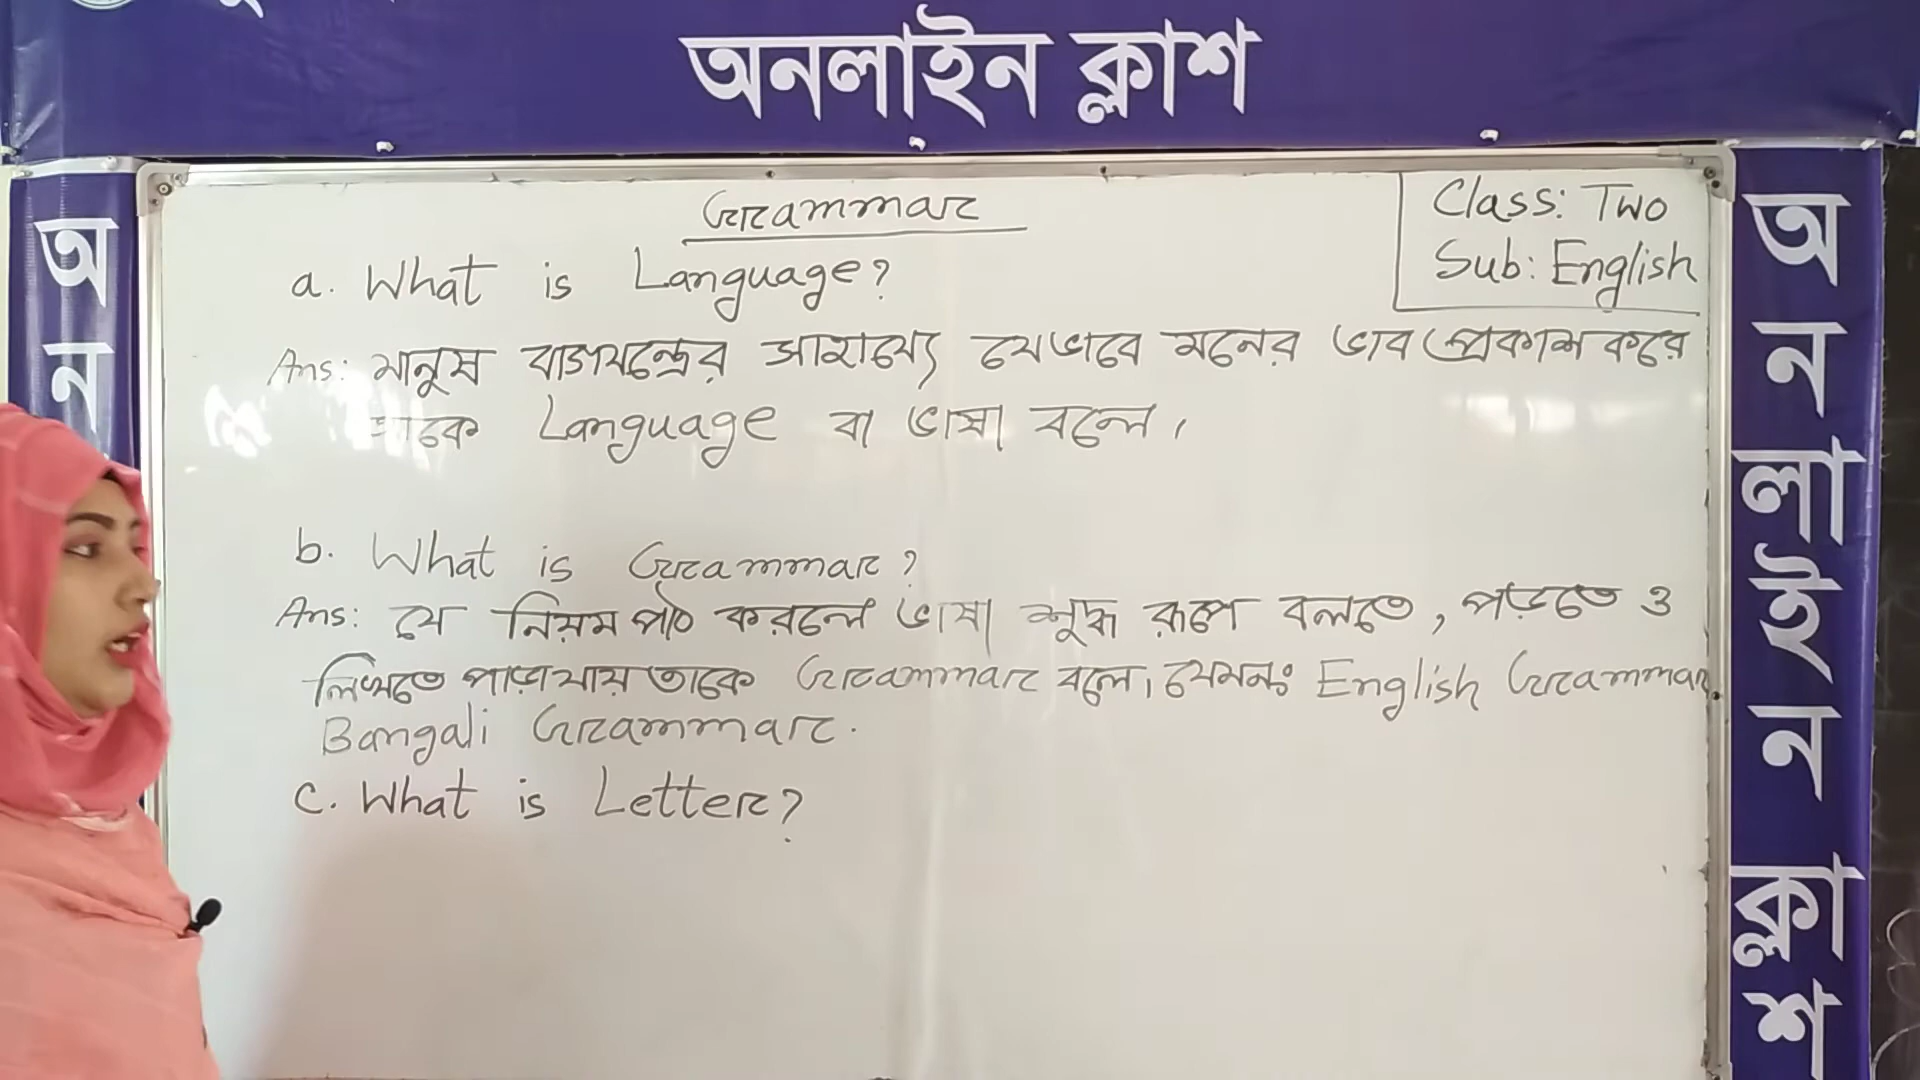 অনলাইন ক্লাশ
Grammar
Class: Two
Sub: English
a. What is Language?
Ans: মানুষ বাগযন্ত্রের সাহায্যে যেভাবে মনের ভাব প্রকাশ করে
তাকে Language বা ভাষা বলে।
b. What is Grammar?
Ans: যে নিয়ম পাঠ করলে ভাষা শুদ্ধ রূপে বলতে, পড়তে ও
লিখতে পাড়া যায় তাকে Grammar বলে। যেমনঃ English Grammar.
Bangali Grammar.
c. What is Letter?
অন
অনলাইন ক্লাশ